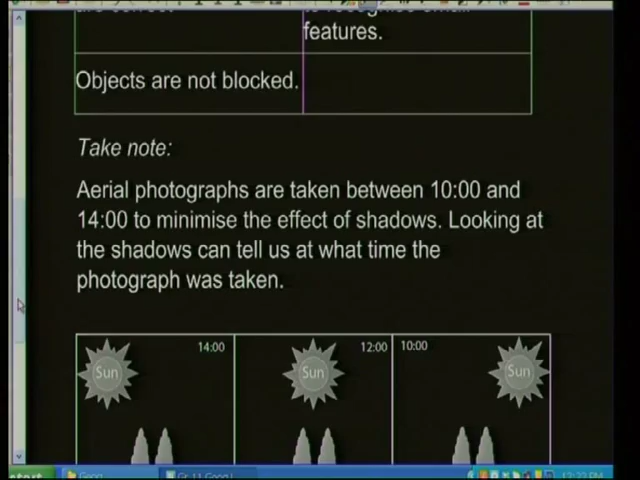 features.
Objects are not blocked.
Take note:
Aerial photographs are taken between 10:00 and
14:00 to minimise the effect of shadows. Looking at
the shadows can tell us at what time the
photograph was taken.
14:00 12:00 10:00
Sun Sun Sun
start